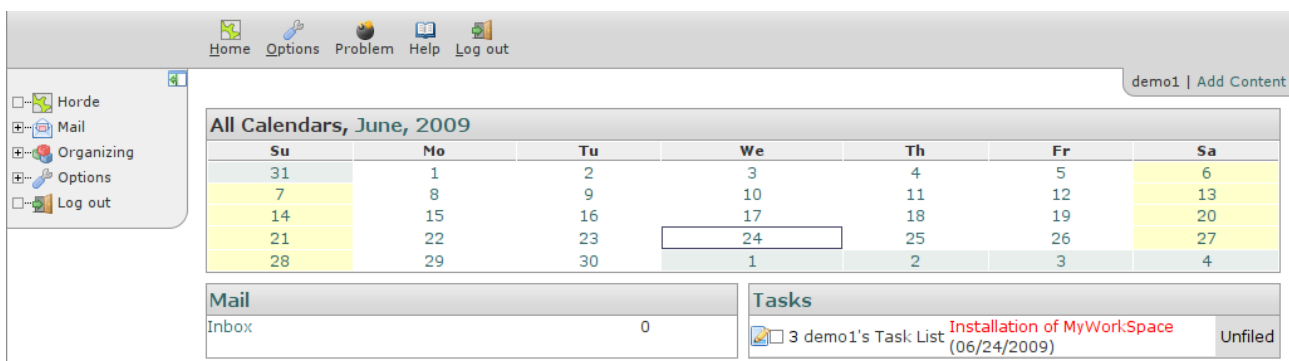 Home Options Problem Help Log out
demo1 | Add Content
Horde
Mail
Organizing
Options
Log out
All Calendars, June, 2009
Su Mo Tu We Th Fr Sa
31 1 2 3 4 5 6
7 8 9 10 11 12 13
14 15 16 17 18 19 20
21 22 23 24 25 26 27
28 29 30 1 2 3 4
Mail
Inbox 0
Tasks
3 demo1's Task List Installation of MyWorkSpace (06/24/2009) Unfiled